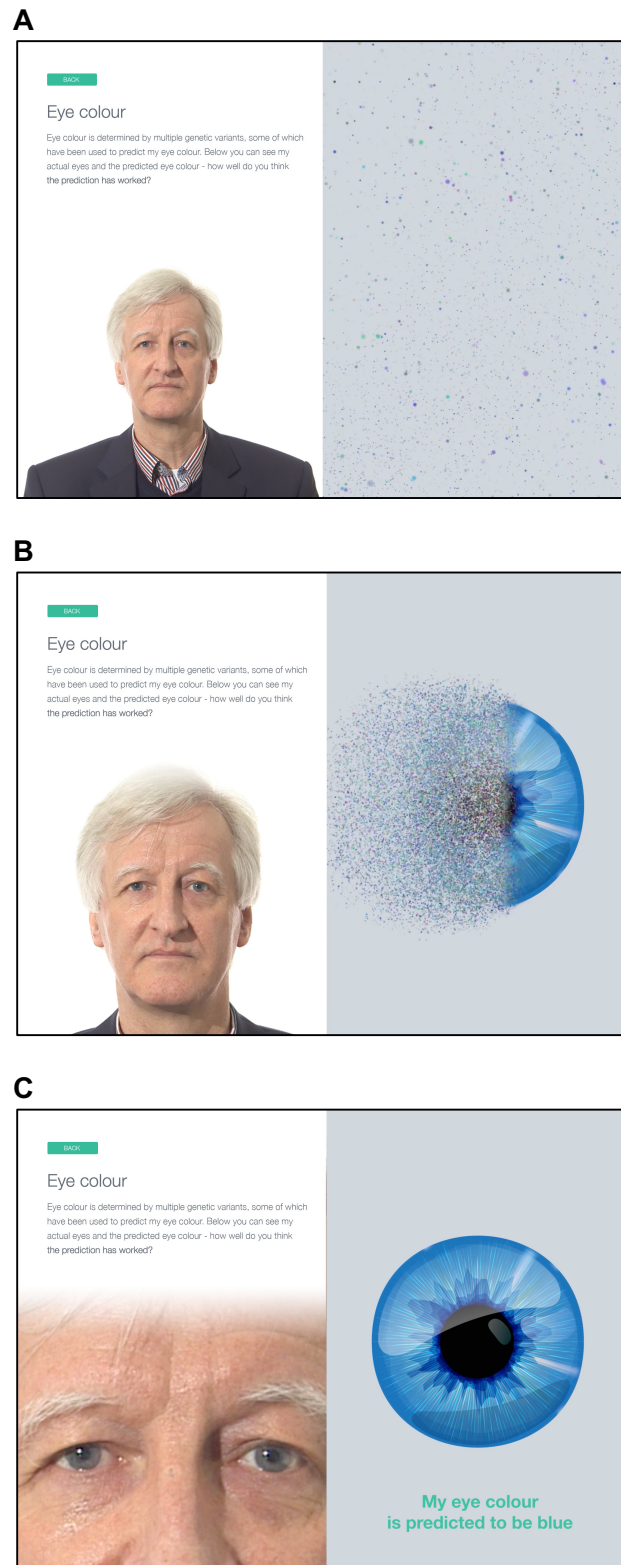 A
BACK
Eye colour
Eye colour is determined by multiple genetic variants, some of which
have been used to predict my eye colour. Below you can see my
actual eyes and the predicted eye colour - how well do you think
the prediction has worked?
B
BACK
Eye colour
Eye colour is determined by multiple genetic variants, some of which
have been used to predict my eye colour. Below you can see my
actual eyes and the predicted eye colour - how well do you think
the prediction has worked?
C
BACK
Eye colour
Eye colour is determined by multiple genetic variants, some of which
have been used to predict my eye colour. Below you can see my
actual eyes and the predicted eye colour - how well do you think
the prediction has worked?
My eye colour
is predicted to be blue